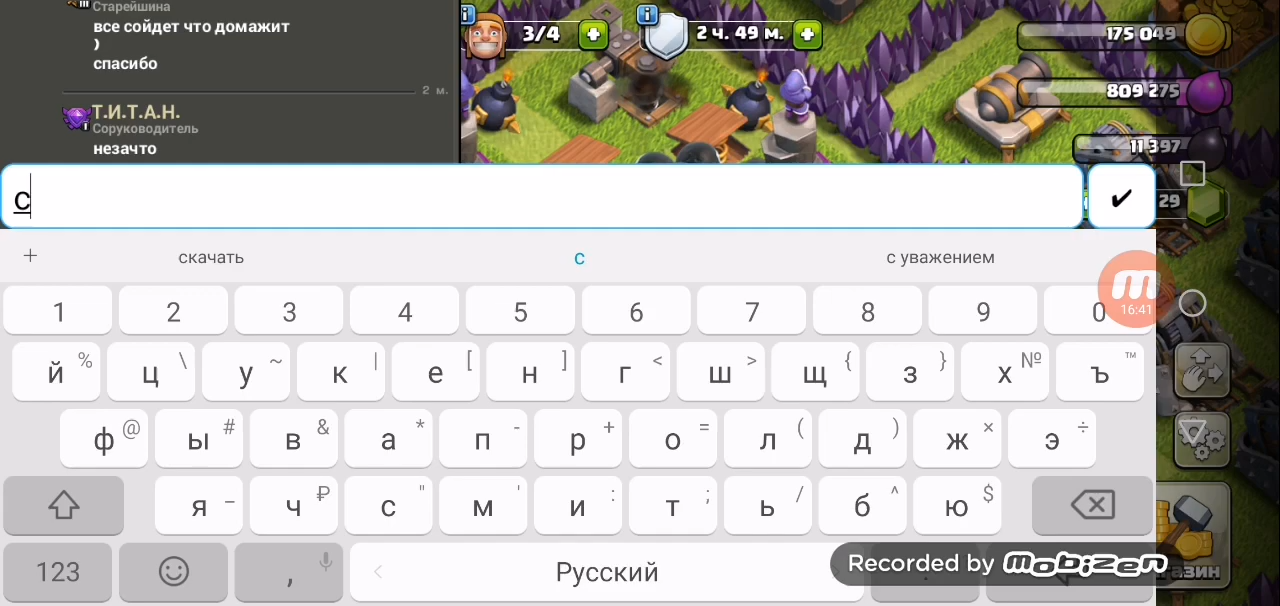 Старейшина
все сойдет что домажит
)
спасибо
2 м.
Т.И.Т.А.Н.
Соруководитель
незачто
3/4
2 ч. 49 м.
175 049
809 275
11 397
29
с
✔
+ скачать с с уважением
16:41
1 2 3 4 5 6 7 8 9 0
й % ц \ у ~ к | е [ н ] г < ш > щ { з } х № ъ ™
ф @ ы # в & а * п - р + о = л ( д ) ж × э ÷
я _ ч ₽ с " м ' и : т ; ь / б ^ ю $
123 , Русский
Recorded by mobizen